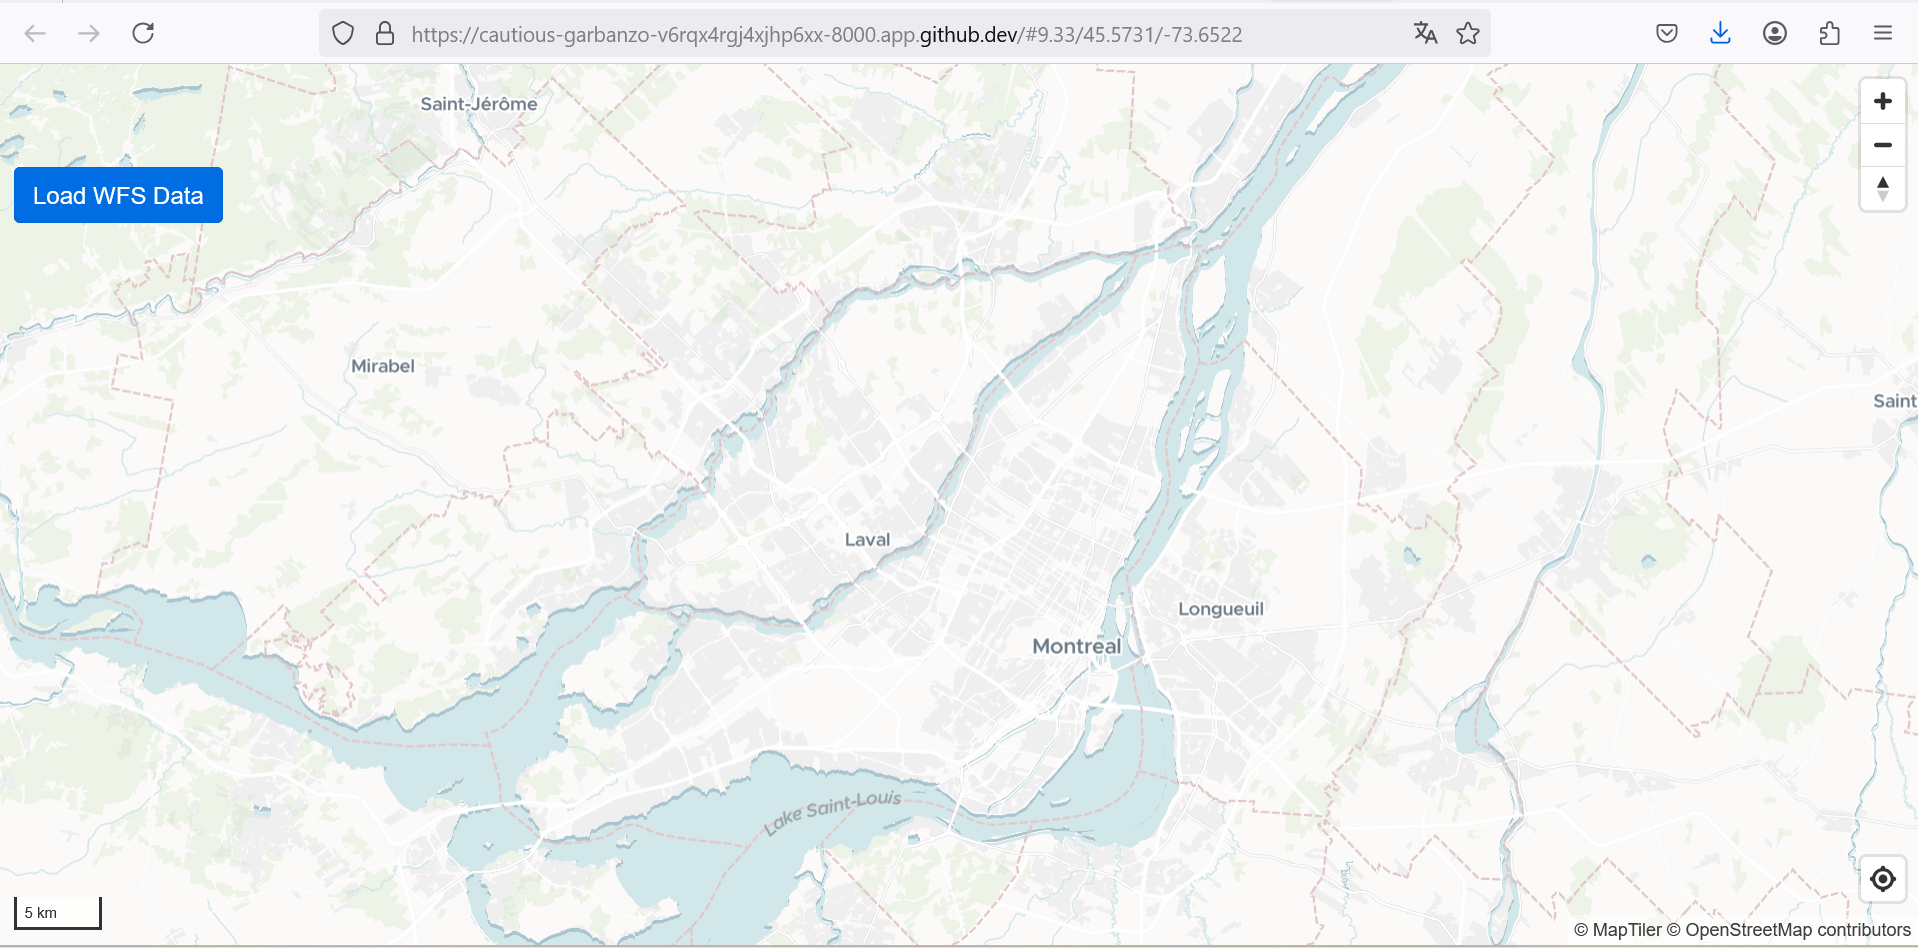 https://cautious-garbanzo-v6rqx4rgj4xjhp6xx-8000.app.github.dev/#9.33/45.5731/-73.6522
Saint-Jérôme
Load WFS Data
Mirabel
Saint
Laval
Longueuil
Montreal
Lake Saint-Louis
5 km
© MapTiler © OpenStreetMap contributors